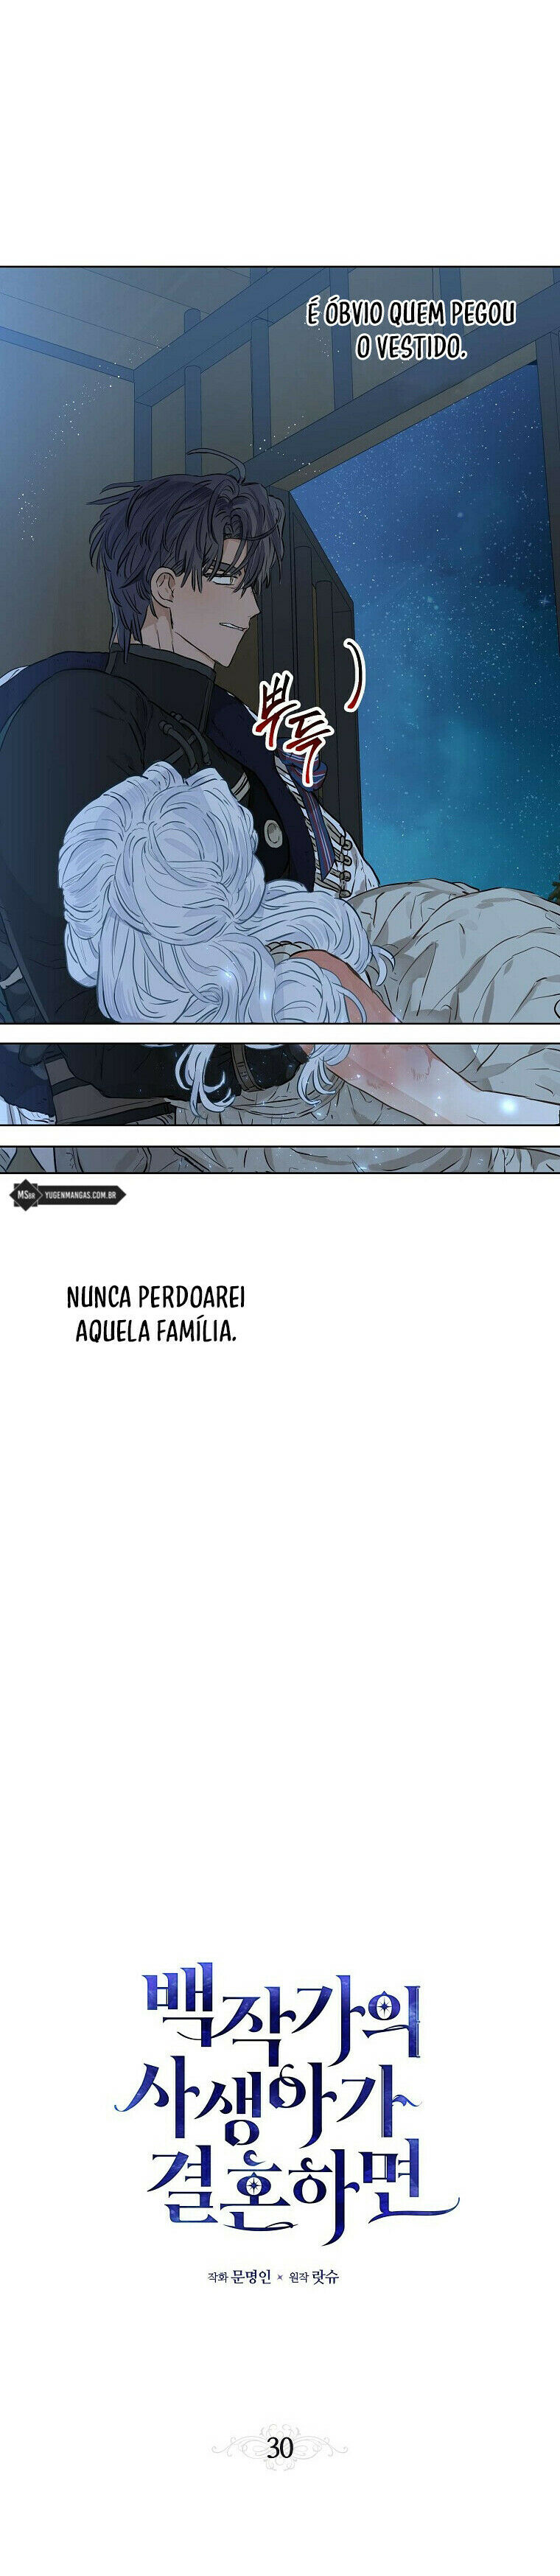 É ÓBVIO QUEM PEGOU
O VESTIDO.
부득
MSBR YUGENMANGAS.COM.BR
NUNCA PERDOAREI
AQUELA FAMÍLIA.
백작가의
사생아가
결혼하면
작화 문명인 × 원작 랏슈
30